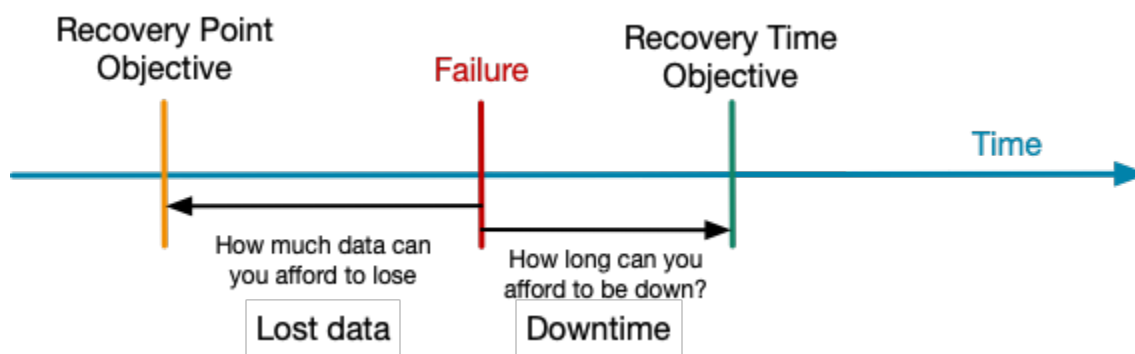 Recovery Point
Objective
Failure
Recovery Time
Objective
Time
How much data can
you afford to lose
How long can you
afford to be down?
Lost data
Downtime